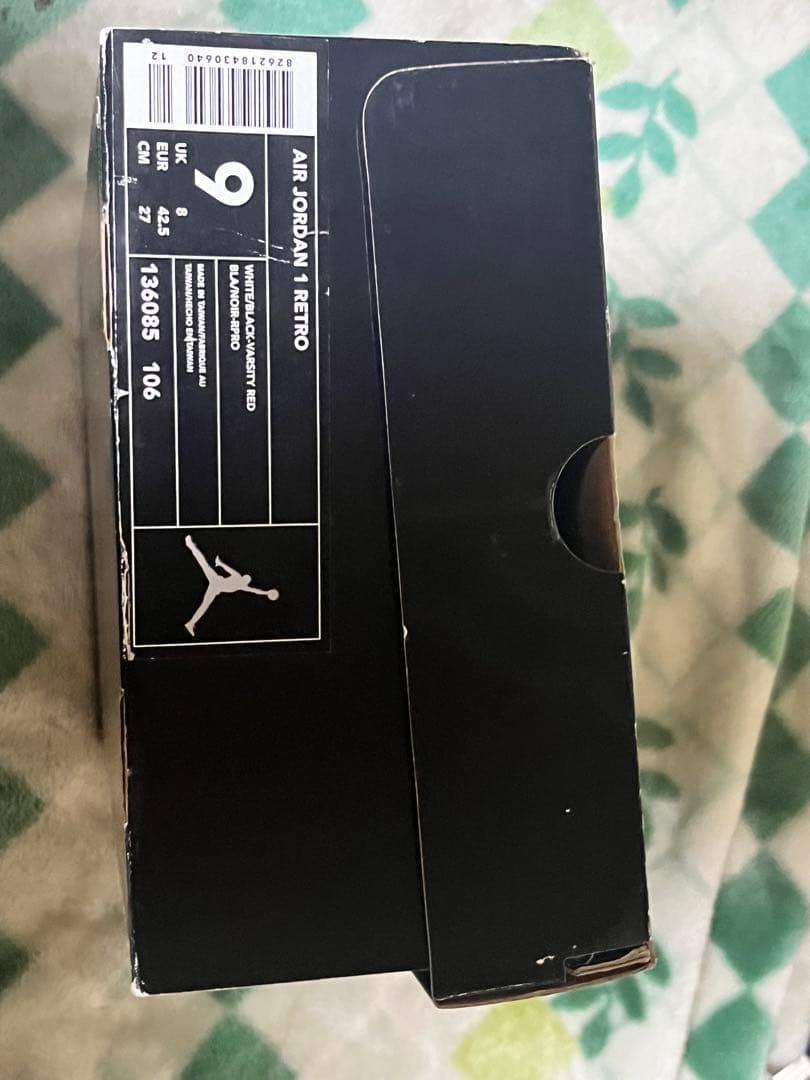 826218430640 12
AIR JORDAN 1 RETRO
9
UK 8
EUR 42.5
CM 27
WHITE/BLACK-VARSITY RED
BLA/NOIR-RPRO
MADE IN TAIWAN/FABRIQUE AU
TAIWAN/HECHO EN TAIWAN
136085 106